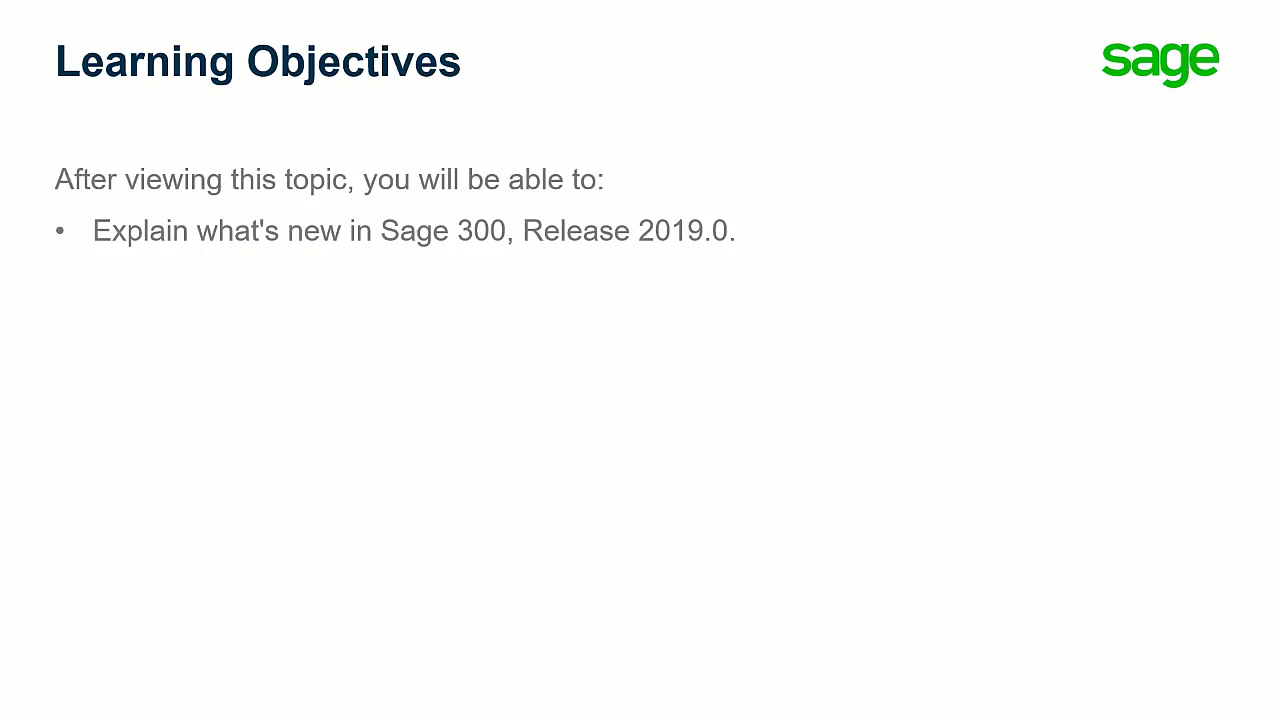 Learning Objectives
sage
After viewing this topic, you will be able to:
• Explain what's new in Sage 300, Release 2019.0.